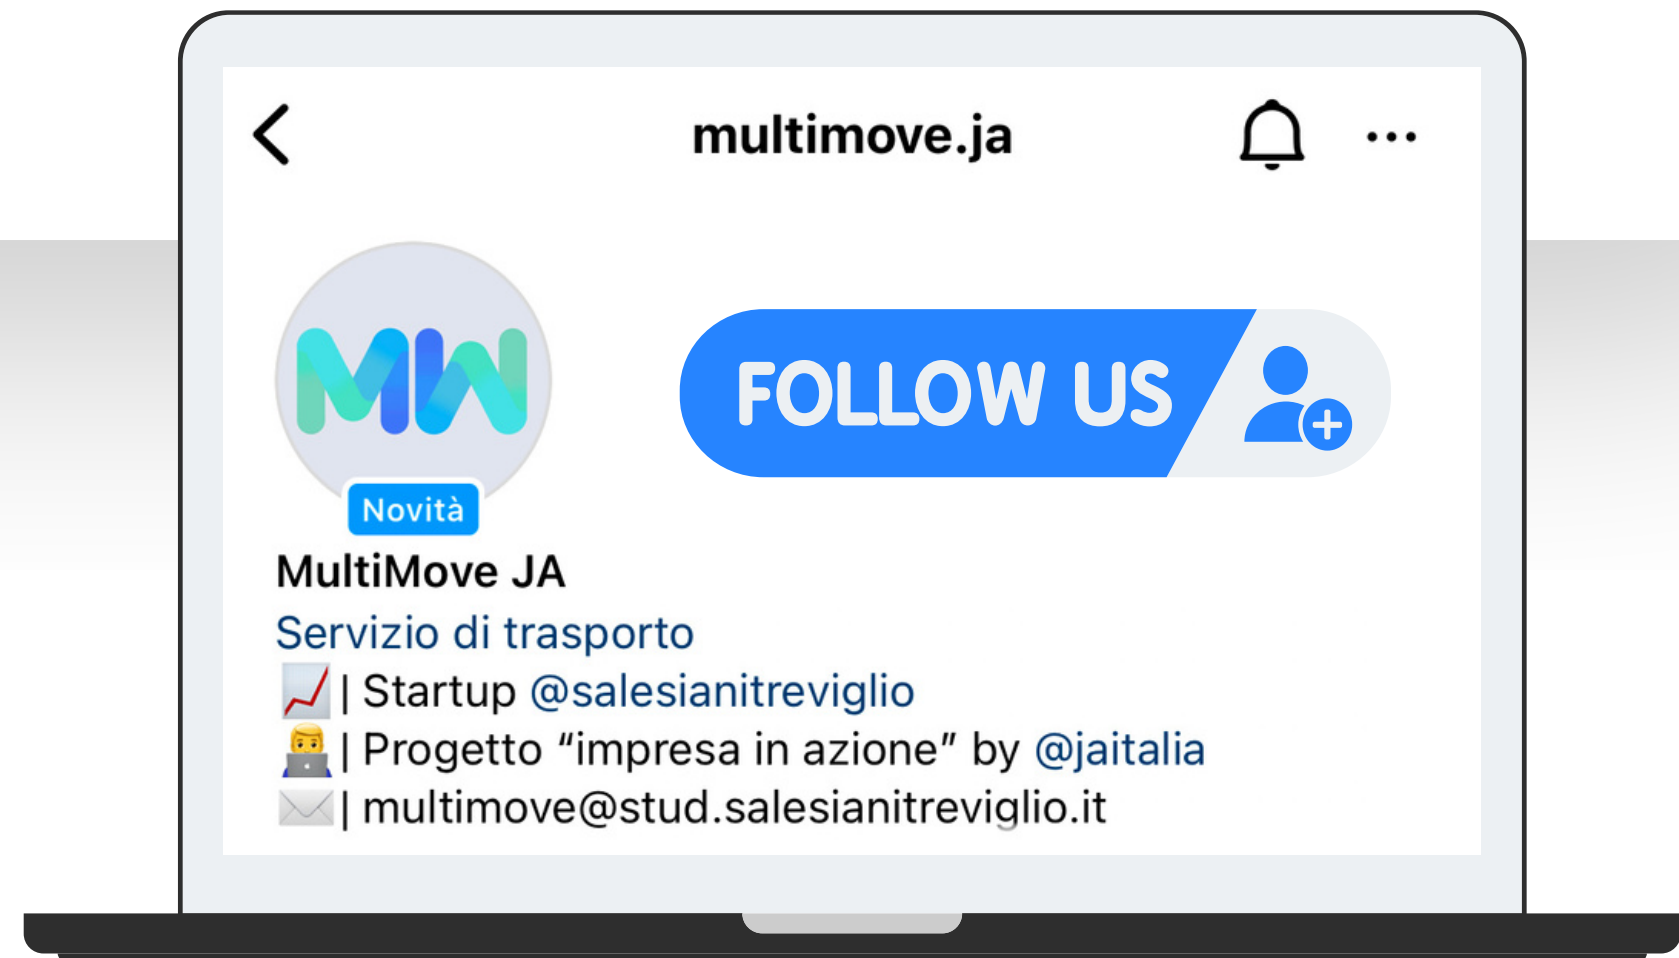 multimove.ja
MW
FOLLOW US
Novità
MultiMove JA
Servizio di trasporto
| Startup @salesianitreviglio
| Progetto “impresa in azione” by @jaitalia
| multimove@stud.salesianitreviglio.it